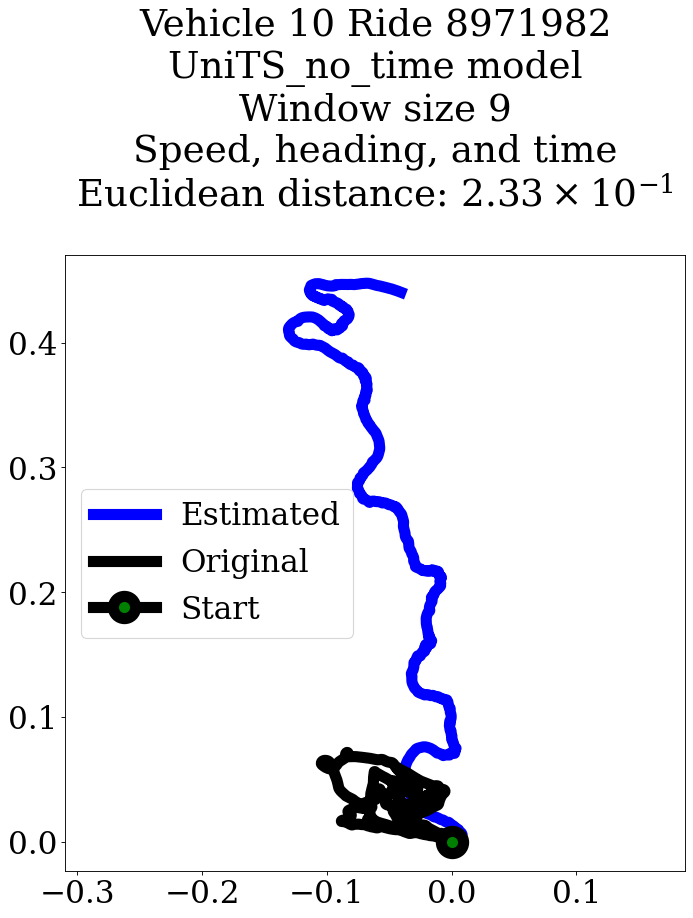 Vehicle 10 Ride 8971982
UniTS_no_time model
Window size 9
Speed, heading, and time
Euclidean distance: $2.33 \times 10^{-1}$
0.4
0.3
0.2
0.1
0.0
Estimated
Original
Start
−0.3 −0.2 −0.1 0.0 0.1